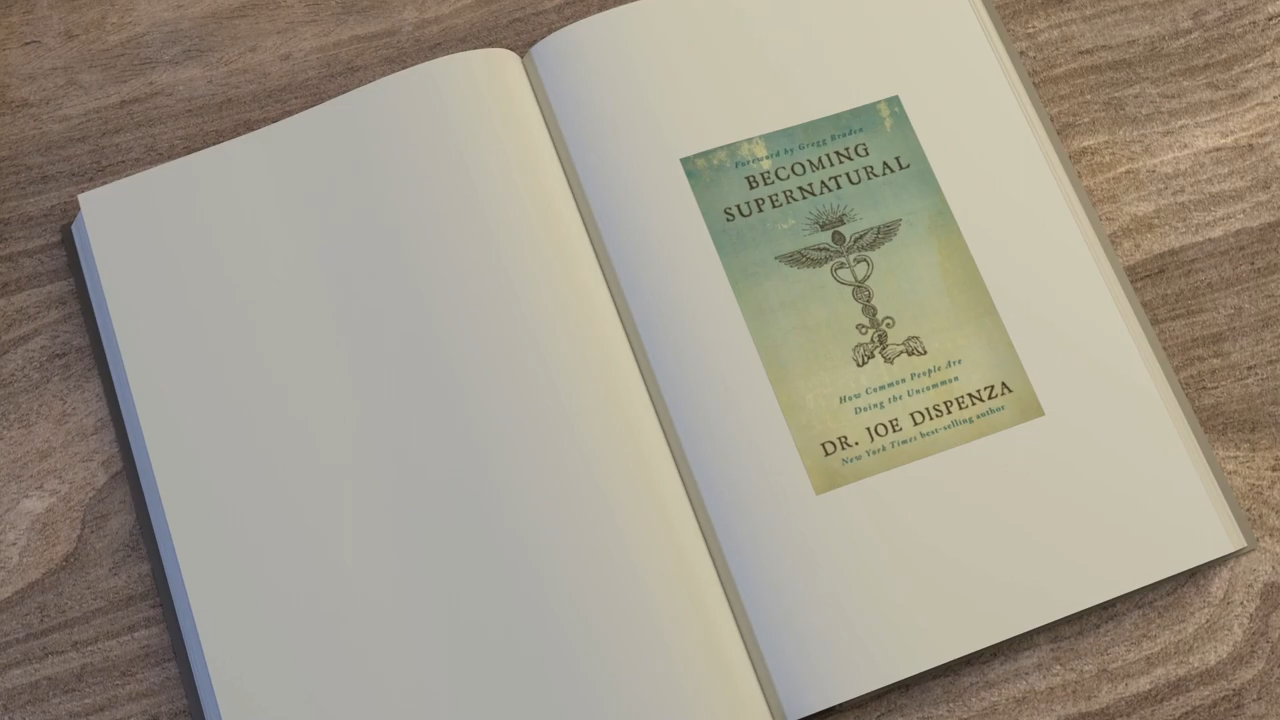 Foreword by Gregg Braden
BECOMING
SUPERNATURAL
How Common People Are
Doing the Uncommon
DR. JOE DISPENZA
New York Times best-selling author